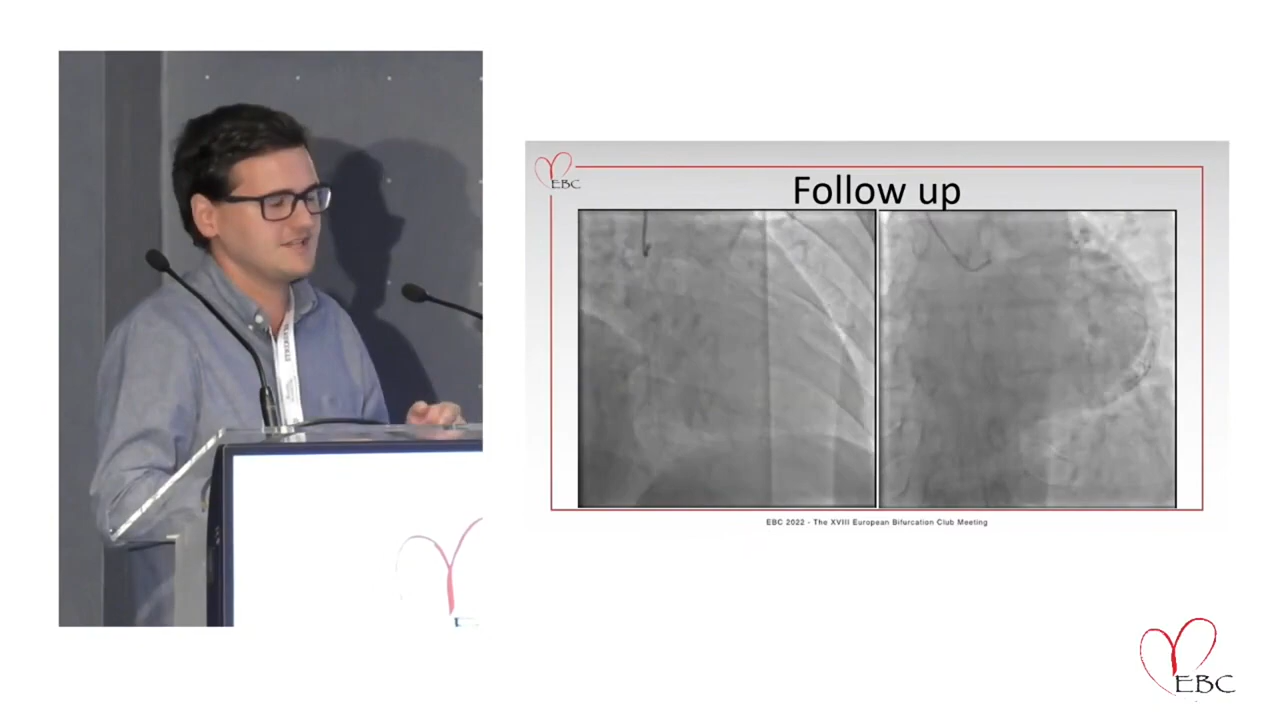 EBC
Follow up
EBC 2022 - The XVIII European Bifurcation Club Meeting
EBC